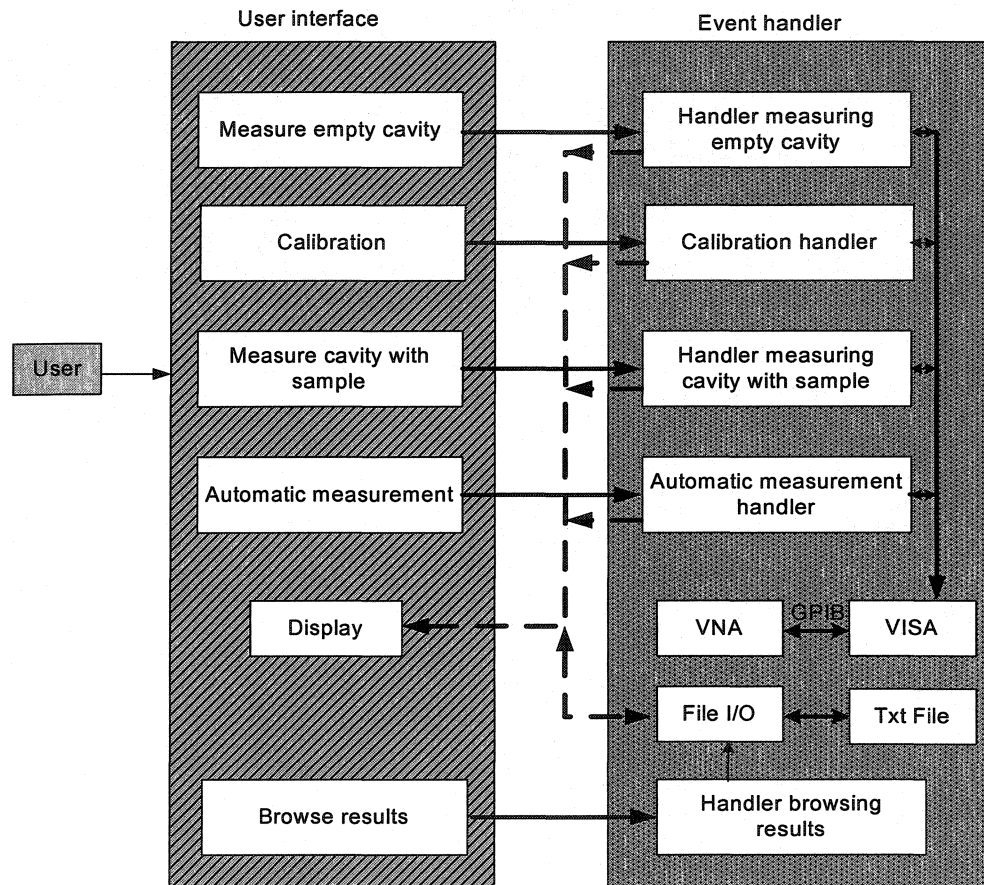 User interface
Event handler
Measure empty cavity
Handler measuring
empty cavity
Calibration
Calibration handler
User
Measure cavity with
sample
Handler measuring
cavity with sample
Automatic measurement
Automatic measurement
handler
Display
VNA
GPIB
VISA
File I/O
Txt File
Browse results
Handler browsing
results